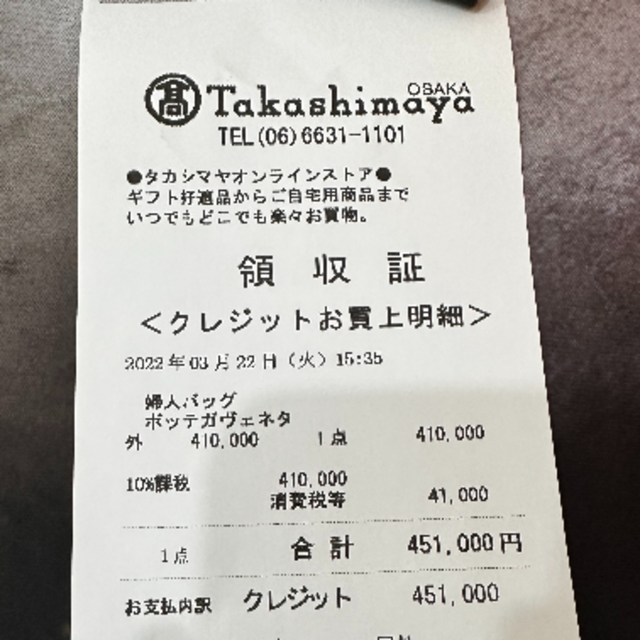 髙 Takashimaya OSAKA
TEL(06)6631-1101
●タカシマヤオンラインストア●
ギフト好適品からご自宅用商品まで
いつでもどこでも楽々お買物。
領 収 証
<クレジットお買上明細>
2022年03月22日(火)15:35
婦人バッグ
ボッテガヴェネタ
外 410,000 1点 410,000
10%課税 410,000
消費税等 41,000
1点 合 計 451,000円
お支払内訳 クレジット 451,000